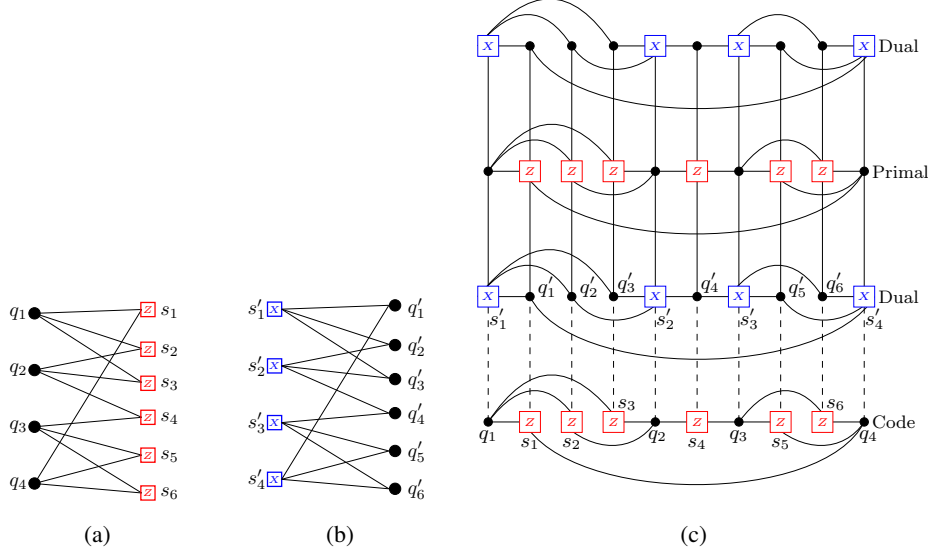 X X X X Dual
Z Z Z Z Z Primal
X q′1 q′2 q′3 X q′4 X q′5 q′6 X Dual
s′1 s′2 s′3 s′4
s3 s6
Z Z Z Z Z Z Code
q1 s1 s2 q2 s4 q3 s5 q4
q1 Z s1
Z s2
q2 Z s3
Z s4
q3 Z s5
q4 Z s6
s′1 X q′1
q′2
s′2 X q′3
q′4
s′3 X q′5
s′4 X q′6
(a) (b) (c)